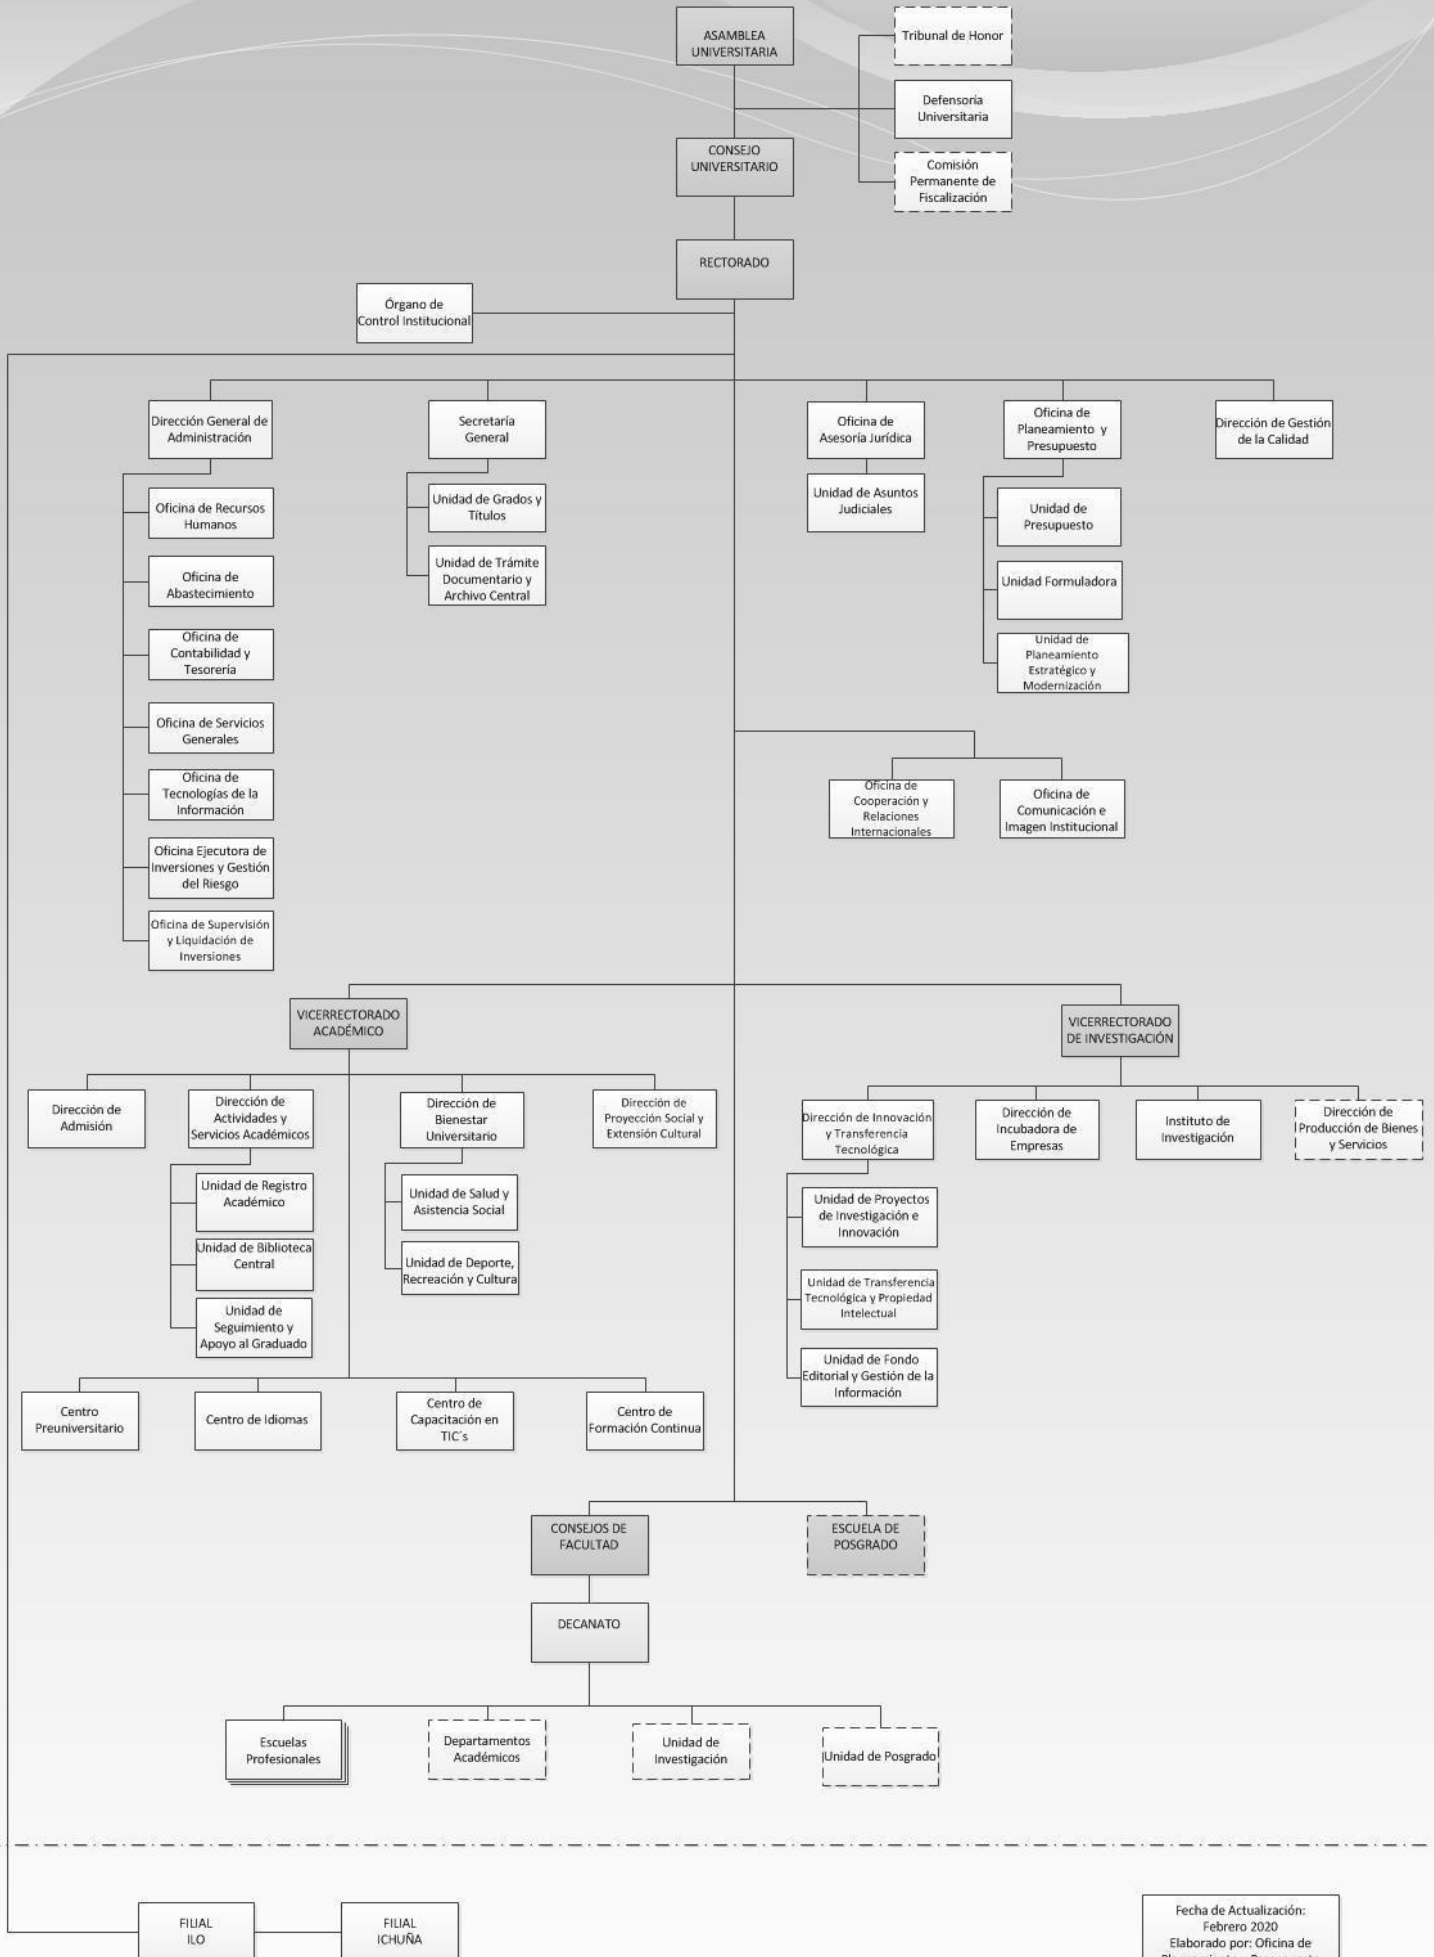 ASAMBLEA
UNIVERSITARIA
Tribunal de Honor
Defensoría
Universitaria
CONSEJO
UNIVERSITARIO
Comisión
Permanente de
Fiscalización
RECTORADO
Órgano de
Control Institucional
Dirección General de
Administración
Secretaría
General
Oficina de
Asesoría Jurídica
Oficina de
Planeamiento y
Presupuesto
Dirección de Gestión
de la Calidad
Oficina de Recursos
Humanos
Oficina de
Abastecimiento
Oficina de
Contabilidad y
Tesorería
Oficina de Servicios
Generales
Oficina de
Tecnologías de la
Información
Oficina Ejecutora de
Inversiones y Gestión
del Riesgo
Oficina de Supervisión
y Liquidación de
Inversiones
Unidad de Grados y
Títulos
Unidad de Trámite
Documentario y
Archivo Central
Unidad de Asuntos
Judiciales
Unidad de
Presupuesto
Unidad Formuladora
Unidad de
Planeamiento
Estratégico y
Modernización
Oficina de
Cooperación y
Relaciones
Internacionales
Oficina de
Comunicación e
Imagen Institucional
VICERRECTORADO
ACADÉMICO
VICERRECTORADO
DE INVESTIGACIÓN
Dirección de
Admisión
Dirección de
Actividades y
Servicios Académicos
Dirección de
Bienestar
Universitario
Dirección de
Proyección Social y
Extensión Cultural
Dirección de Innovación
y Transferencia
Tecnológica
Dirección de
Incubadora de
Empresas
Instituto de
Investigación
Dirección de
Producción de Bienes
y Servicios
Unidad de Registro
Académico
Unidad de Biblioteca
Central
Unidad de
Seguimiento y
Apoyo al Graduado
Unidad de Salud y
Asistencia Social
Unidad de Deporte,
Recreación y Cultura
Unidad de Proyectos
de Investigación e
Innovación
Unidad de Transferencia
Tecnológica y Propiedad
Intelectual
Unidad de Fondo
Editorial y Gestión de la
Información
Centro
Preuniversitario
Centro de Idiomas
Centro de
Capacitación en
TIC´s
Centro de
Formación Continua
CONSEJOS DE
FACULTAD
ESCUELA DE
POSGRADO
DECANATO
Escuelas
Profesionales
Departamentos
Académicos
Unidad de
Investigación
Unidad de Posgrado
FILIAL
ILO
FILIAL
ICHUÑA
Fecha de Actualización:
Febrero 2020
Elaborado por: Oficina de